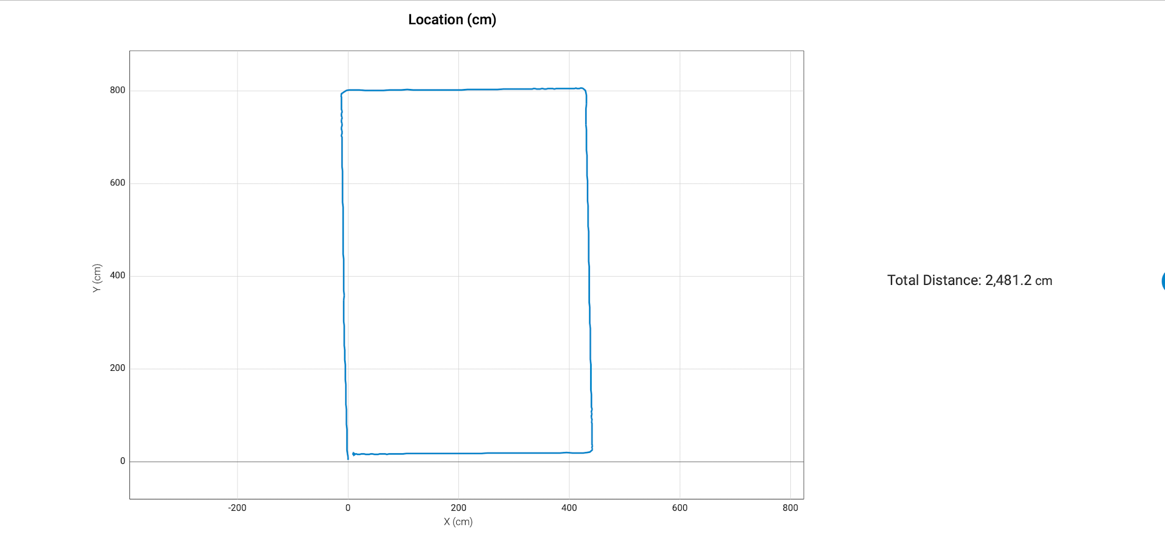 Location (cm)
800
600
400
200
0
Y (cm)
-200 0 200 400 600 800
X (cm)
Total Distance: 2,481.2 cm